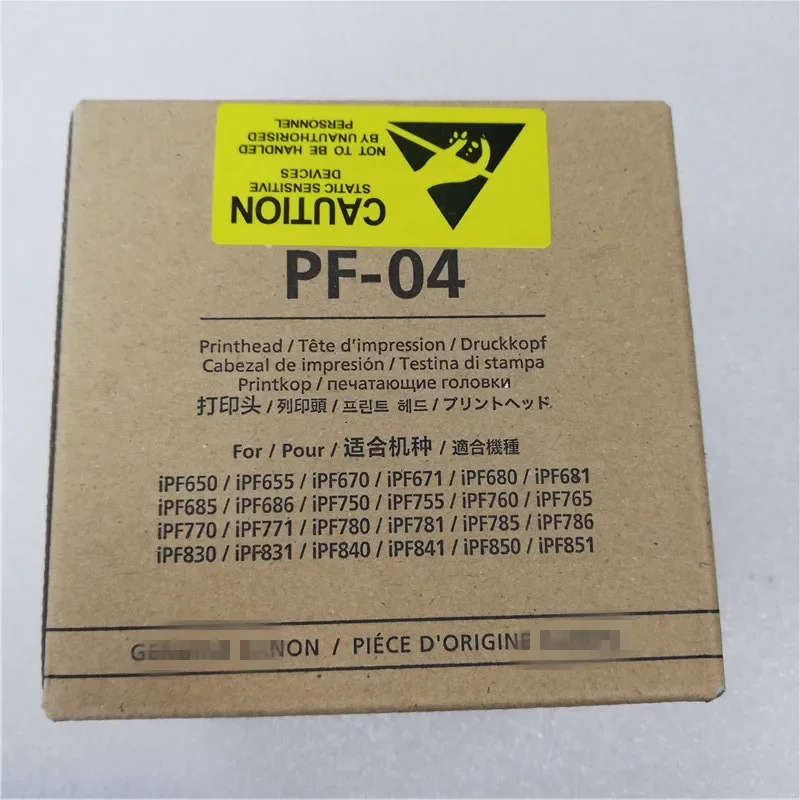 CAUTION
STATIC SENSITIVE
DEVICES
NOT TO BE HANDLED
BY UNAUTHORISED
PERSONNEL
PF-04
Printhead / Tête d'impression / Druckkopf
Cabezal de impresión / Testina di stampa
Printkop / печатающие головки
打印头 / 列印頭 / 프린트 헤드 / プリントヘッド
For / Pour / 适合机种 / 適合機種
iPF650 / iPF655 / iPF670 / iPF671 / iPF680 / iPF681
iPF685 / iPF686 / iPF750 / iPF755 / iPF760 / iPF765
iPF770 / iPF771 / iPF780 / iPF781 / iPF785 / iPF786
iPF830 / iPF831 / iPF840 / iPF841 / iPF850 / iPF851
/ PIÉCE D'ORIGINE